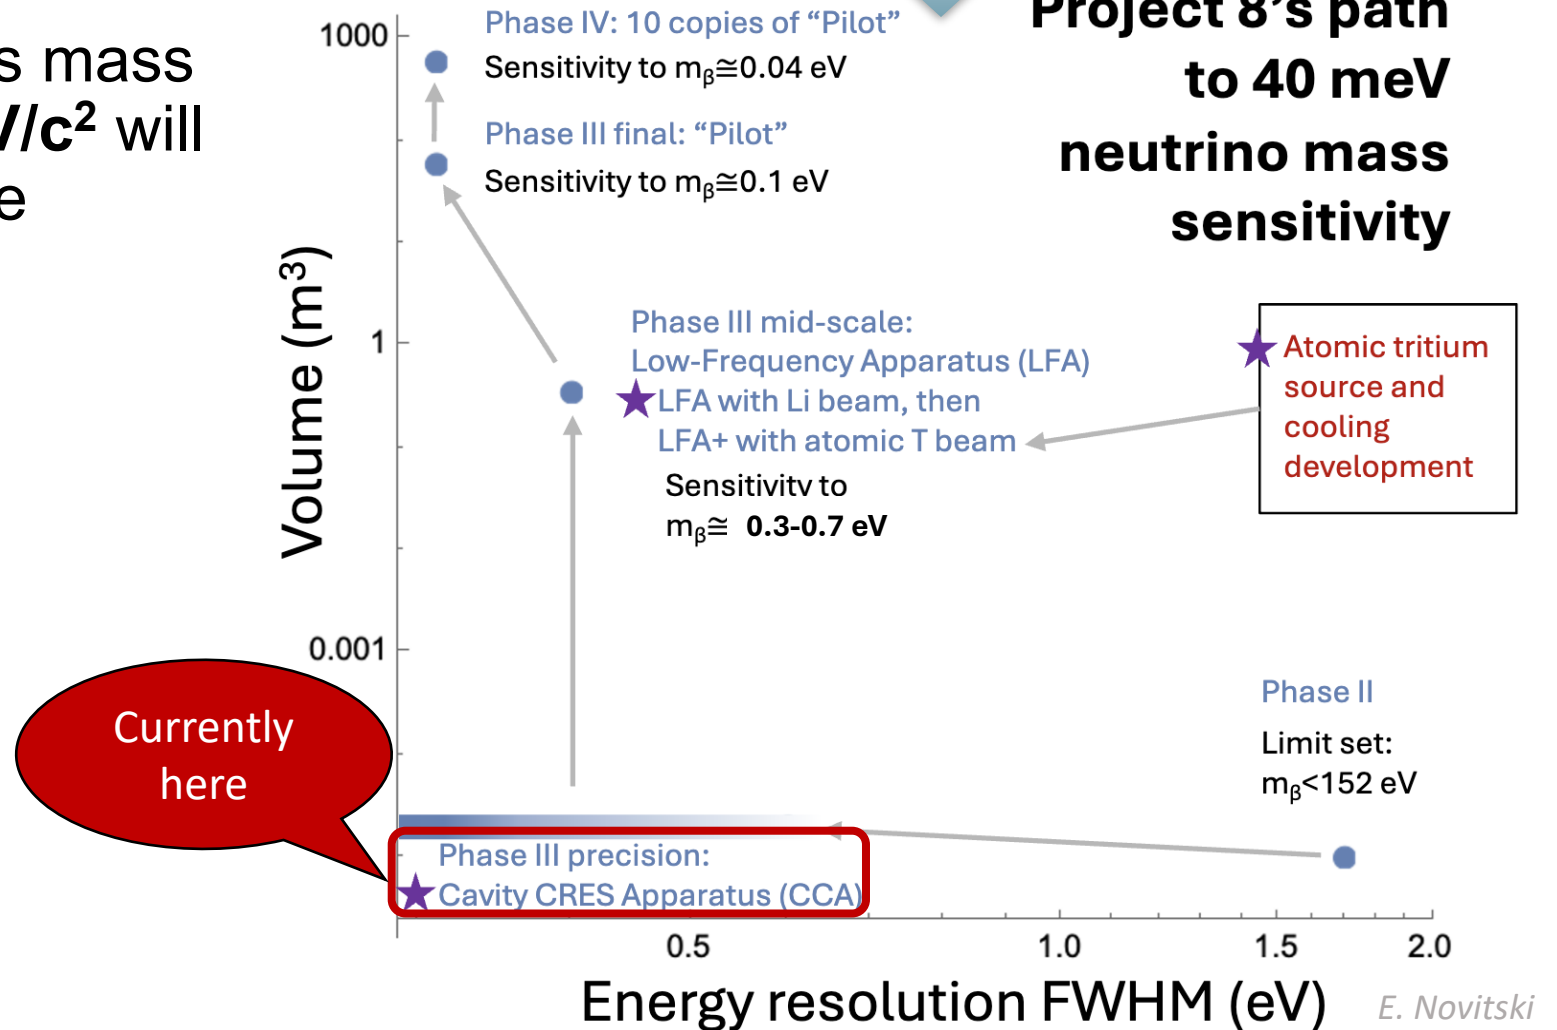 s mass
V/c² will
e
Project 8's path
to 40 meV
neutrino mass
sensitivity
1000
Phase IV: 10 copies of “Pilot”
Sensitivity to mβ≅0.04 eV
Phase III final: “Pilot”
Sensitivity to mβ≅0.1 eV
Volume (m³)
1
Phase III mid-scale:
Low-Frequency Apparatus (LFA)
LFA with Li beam, then
LFA+ with atomic T beam
Sensitivity to
mβ≅ 0.3-0.7 eV
Atomic tritium
source and
cooling
development
0.001
Currently
here
Phase II
Limit set:
mβ<152 eV
Phase III precision:
Cavity CRES Apparatus (CCA)
0.5 1.0 1.5 2.0
Energy resolution FWHM (eV)
E. Novitski